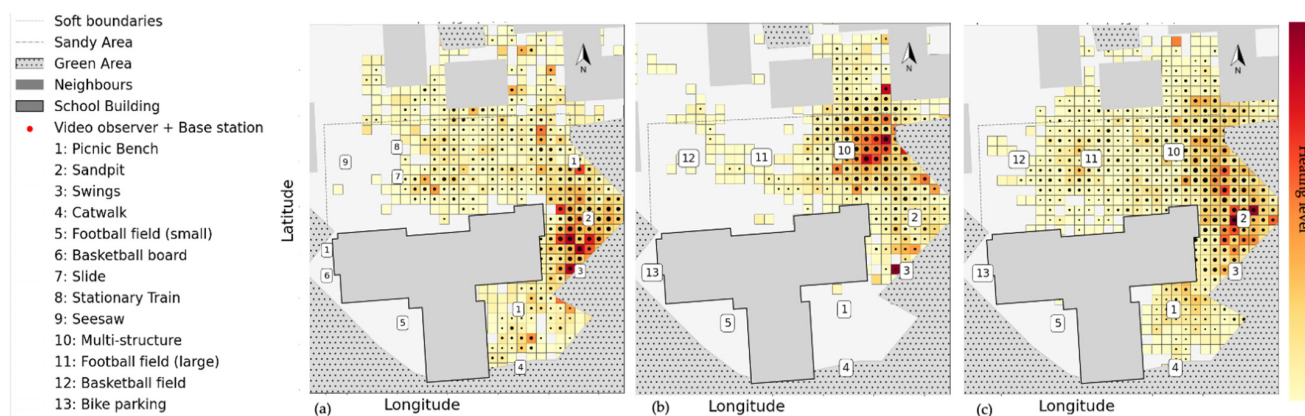 Soft boundaries
Sandy Area
Green Area
Neighbours
School Building
Video observer + Base station
1: Picnic Bench
2: Sandpit
3: Swings
4: Catwalk
5: Football field (small)
6: Basketball board
7: Slide
8: Stationary Train
9: Seesaw
10: Multi-structure
11: Football field (large)
12: Basketball field
13: Bike parking
Latitude
N
9
8
7
1
2
1
6
3
5
1
4
(a)
Longitude
N
12
11
10
2
13
3
5
1
4
(b)
Longitude
N
12
11
10
2
13
3
5
1
4
(c)
Longitude